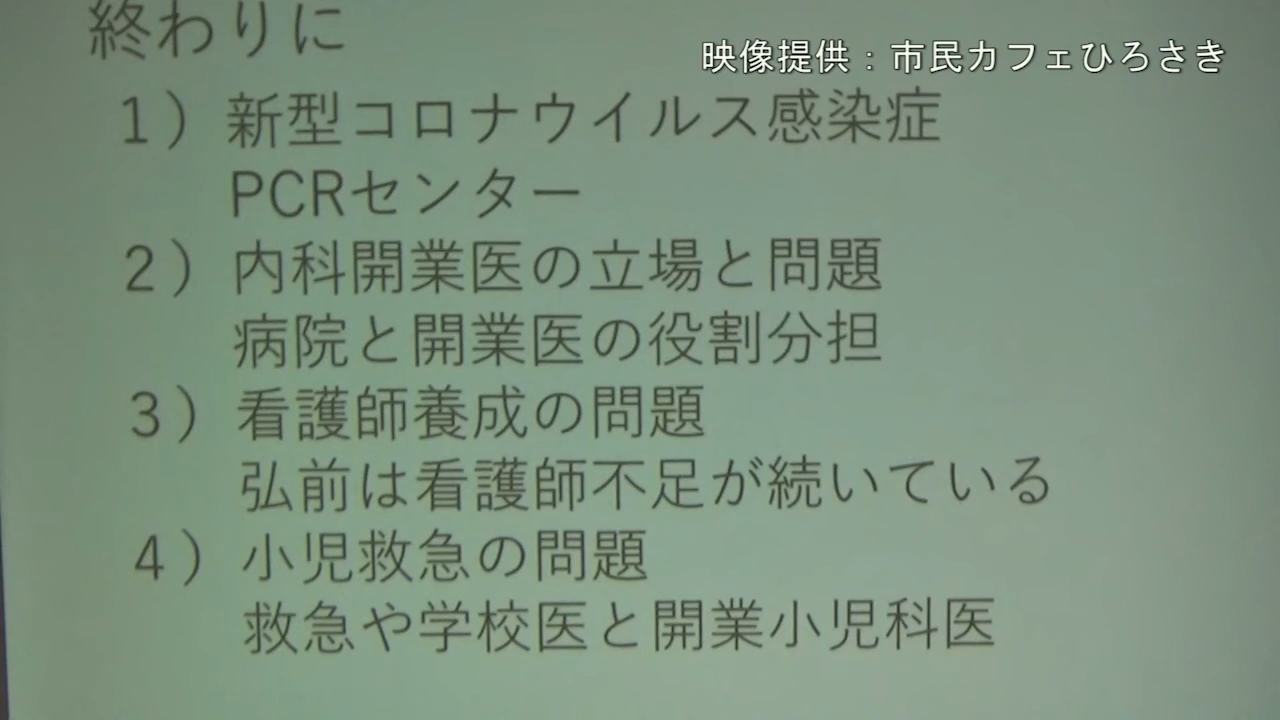 終わりに
映像提供：市民カフェひろさき
１）新型コロナウイルス感染症
PCRセンター
２）内科開業医の立場と問題
病院と開業医の役割分担
３）看護師養成の問題
弘前は看護師不足が続いている
４）小児救急の問題
救急や学校医と開業小児科医